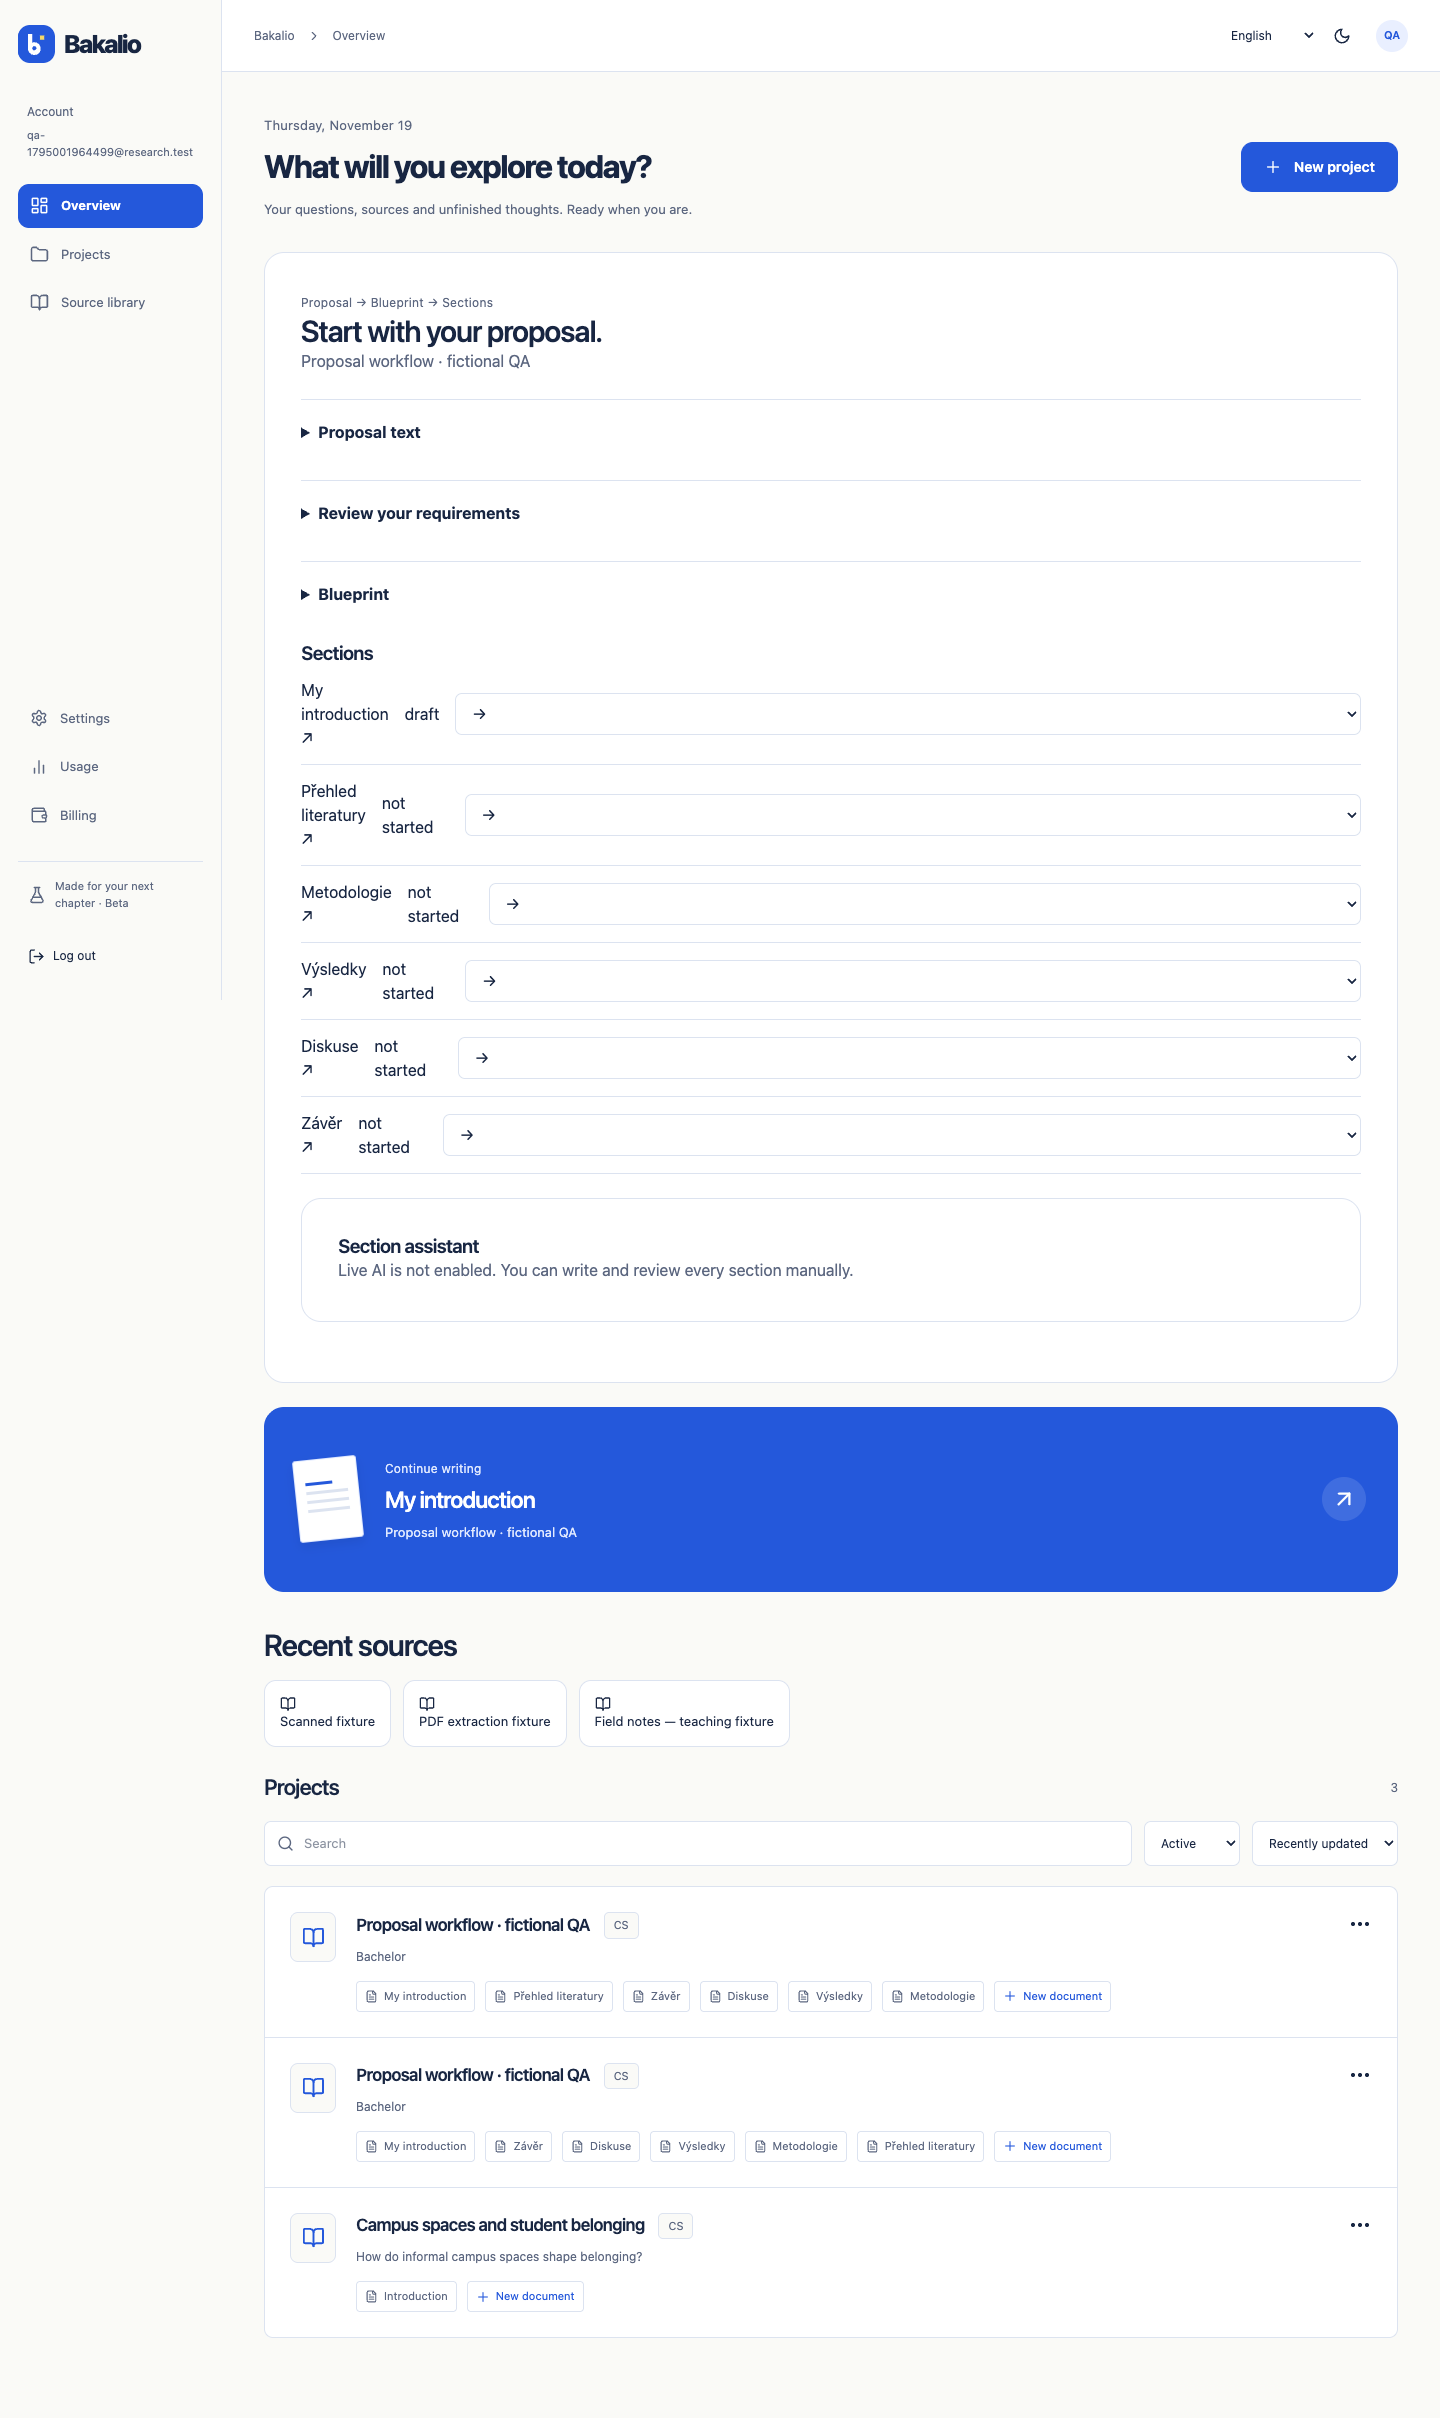 Bakalio
Account
qa-
1795001964499@research.test
Overview
Projects
Source library
Settings
Usage
Billing
Made for your next
chapter · Beta
Log out
Bakalio > Overview
English
QA
Thursday, November 19
What will you explore today?
Your questions, sources and unfinished thoughts. Ready when you are.
+ New project
Proposal → Blueprint → Sections
Start with your proposal.
Proposal workflow · fictional QA
▶ Proposal text
▶ Review your requirements
▶ Blueprint
Sections
My
introduction
↗
draft
→
Přehled
literatury
↗
not
started
→
Metodologie
↗
not
started
→
Výsledky
↗
not
started
→
Diskuse
↗
not
started
→
Závěr
↗
not
started
→
Section assistant
Live AI is not enabled. You can write and review every section manually.
Continue writing
My introduction
Proposal workflow · fictional QA
Recent sources
Scanned fixture
PDF extraction fixture
Field notes — teaching fixture
Projects
3
Search
Active
Recently updated
Proposal workflow · fictional QA CS
Bachelor
My introduction Přehled literatury Závěr Diskuse Výsledky Metodologie + New document
Proposal workflow · fictional QA CS
Bachelor
My introduction Závěr Diskuse Výsledky Metodologie Přehled literatury + New document
Campus spaces and student belonging CS
How do informal campus spaces shape belonging?
Introduction + New document